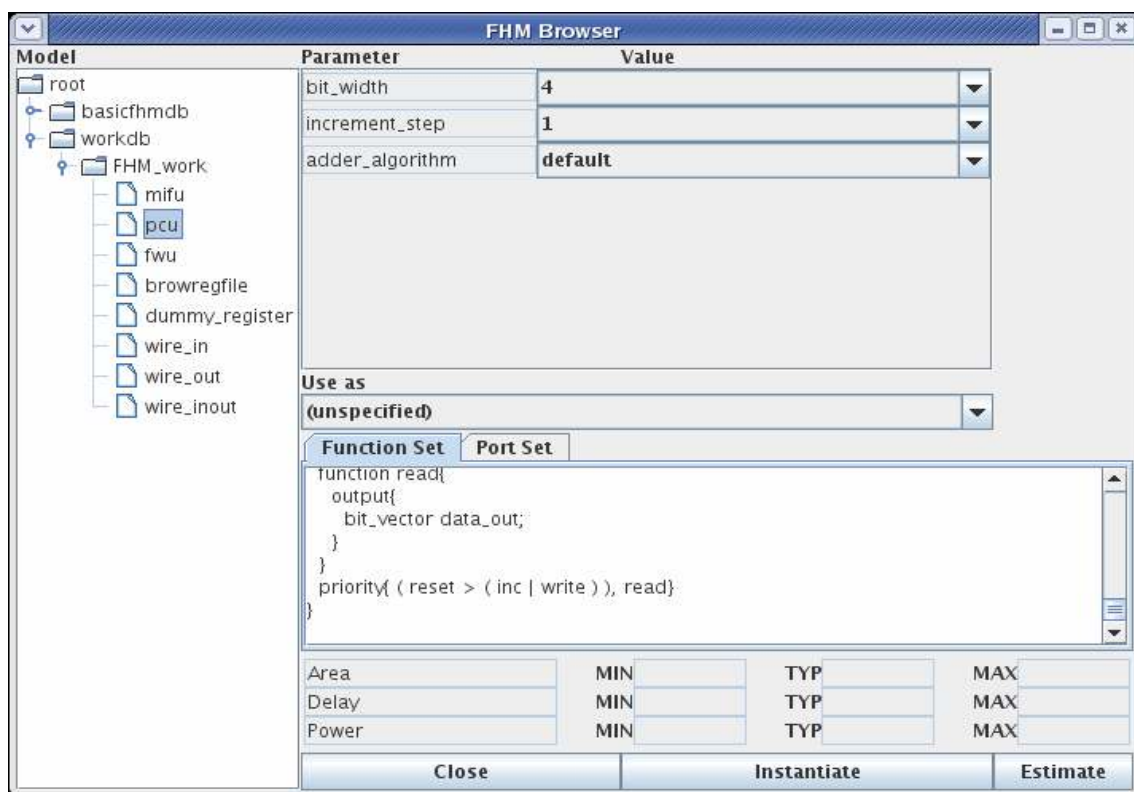 FHM Browser
Model
root
basicfhmdb
workdb
FHM_work
mifu
pcu
fwu
browregfile
dummy_register
wire_in
wire_out
wire_inout
Parameter Value
bit_width 4
increment_step 1
adder_algorithm default
Use as
(unspecified)
Function Set Port Set
function read{
output{
bit_vector data_out;
}
}
priority{ ( reset > ( inc | write ) ), read}
}
Area MIN TYP MAX
Delay MIN TYP MAX
Power MIN TYP MAX
Close Instantiate Estimate